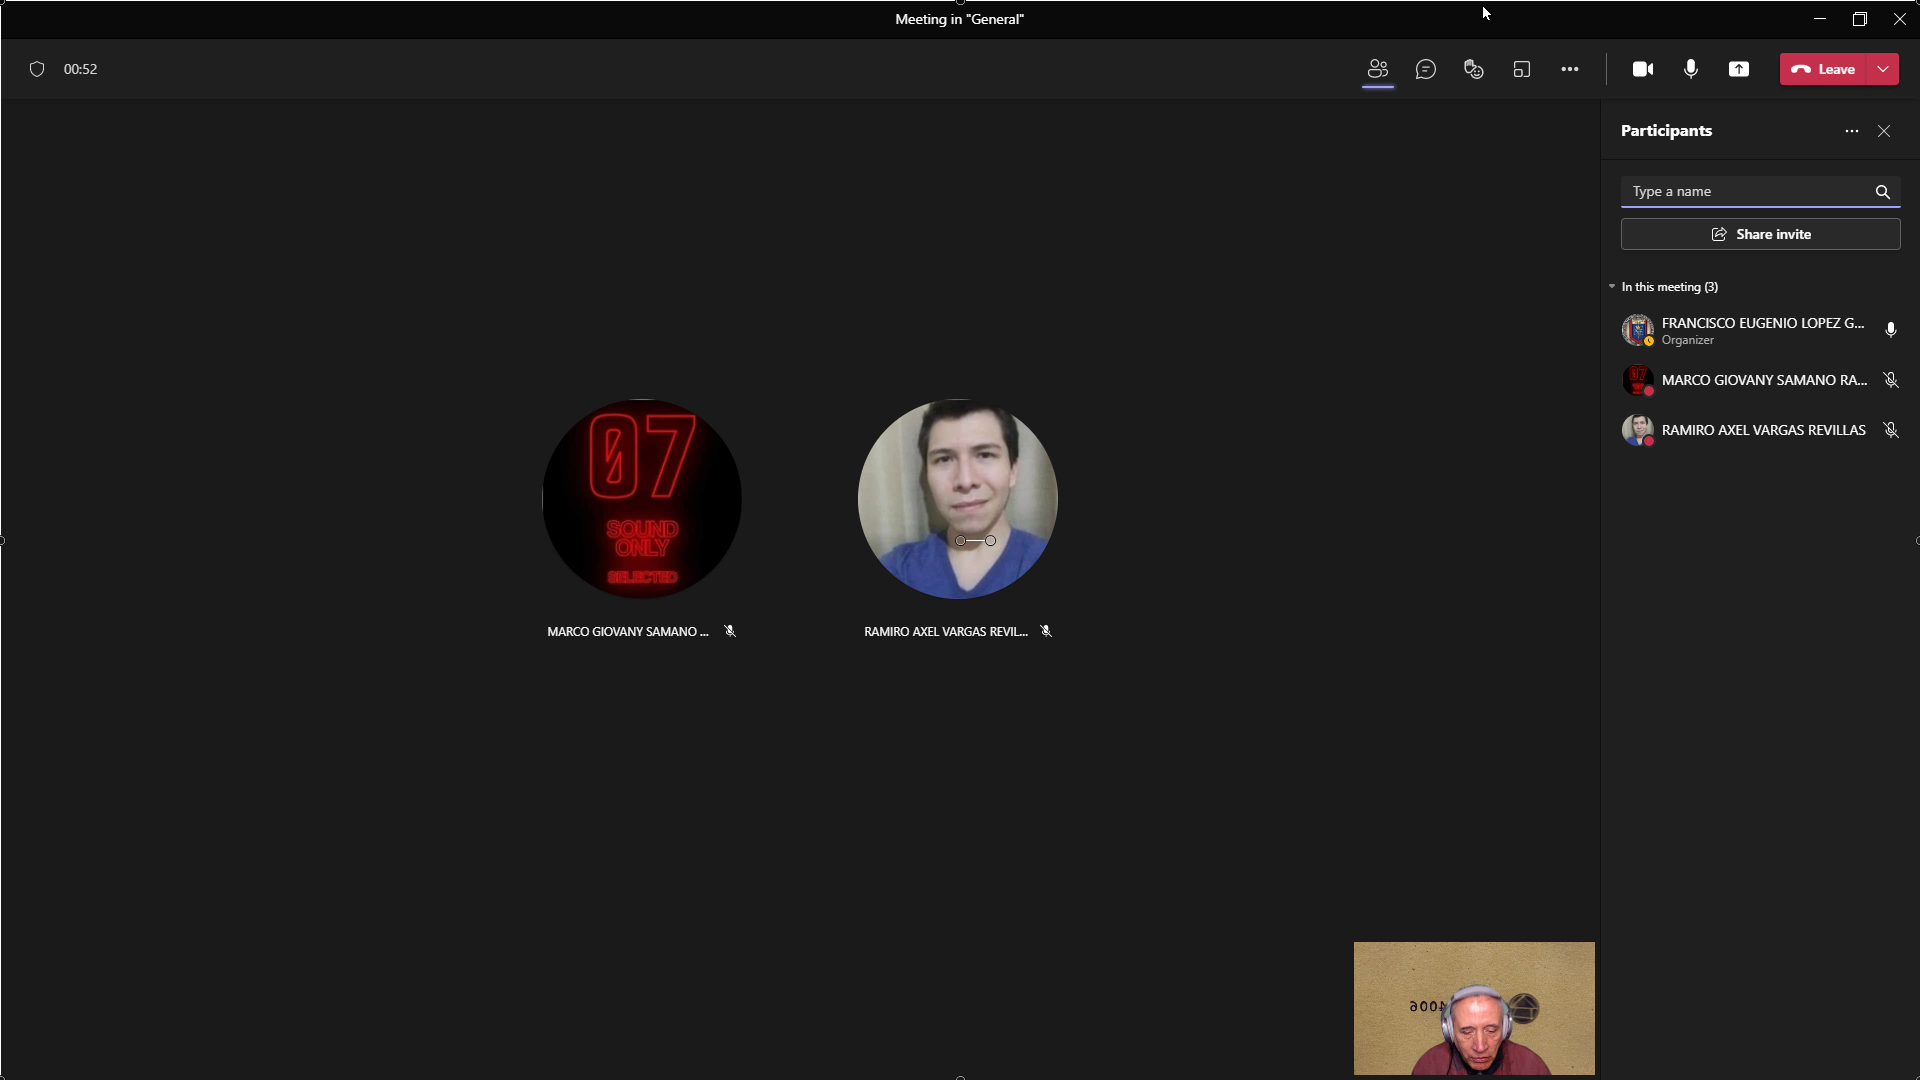 Meeting in "General"
00:52
Leave
Participants
Type a name
Share invite
In this meeting (3)
FRANCISCO EUGENIO LOPEZ G...
Organizer
MARCO GIOVANY SAMANO RA...
RAMIRO AXEL VARGAS REVILLAS
07
SOUND
ONLY
SELECTED
MARCO GIOVANY SAMANO ...
RAMIRO AXEL VARGAS REVIL...